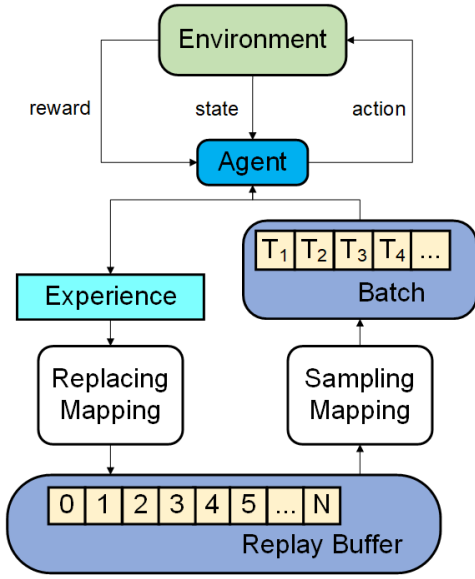 Environment
reward
state
action
Agent
T₁ T₂ T₃ T₄ ...
Batch
Experience
Replacing
Mapping
Sampling
Mapping
0 1 2 3 4 5 ... N
Replay Buffer